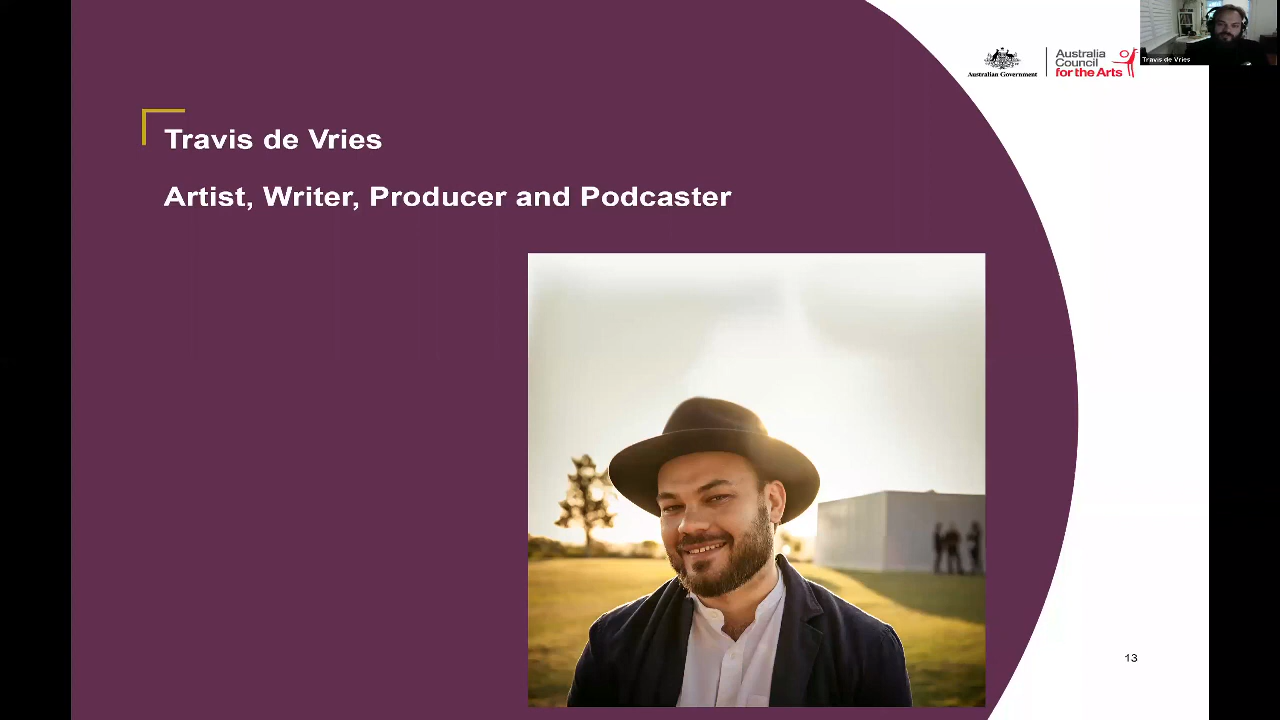 Travis de Vries
Artist, Writer, Producer and Podcaster
Australian Government
Australia
Council
for the Arts
Travis de Vries
13